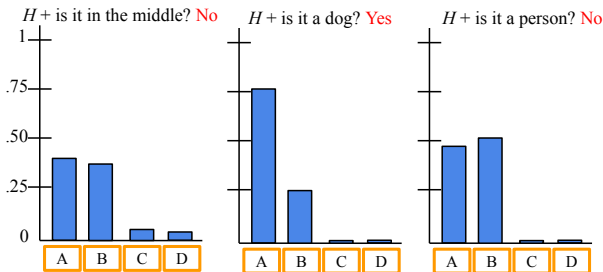 H + is it in the middle? No
H + is it a dog? Yes
H + is it a person? No
1
.75
.50
.25
0
A B C D
A B C D
A B C D